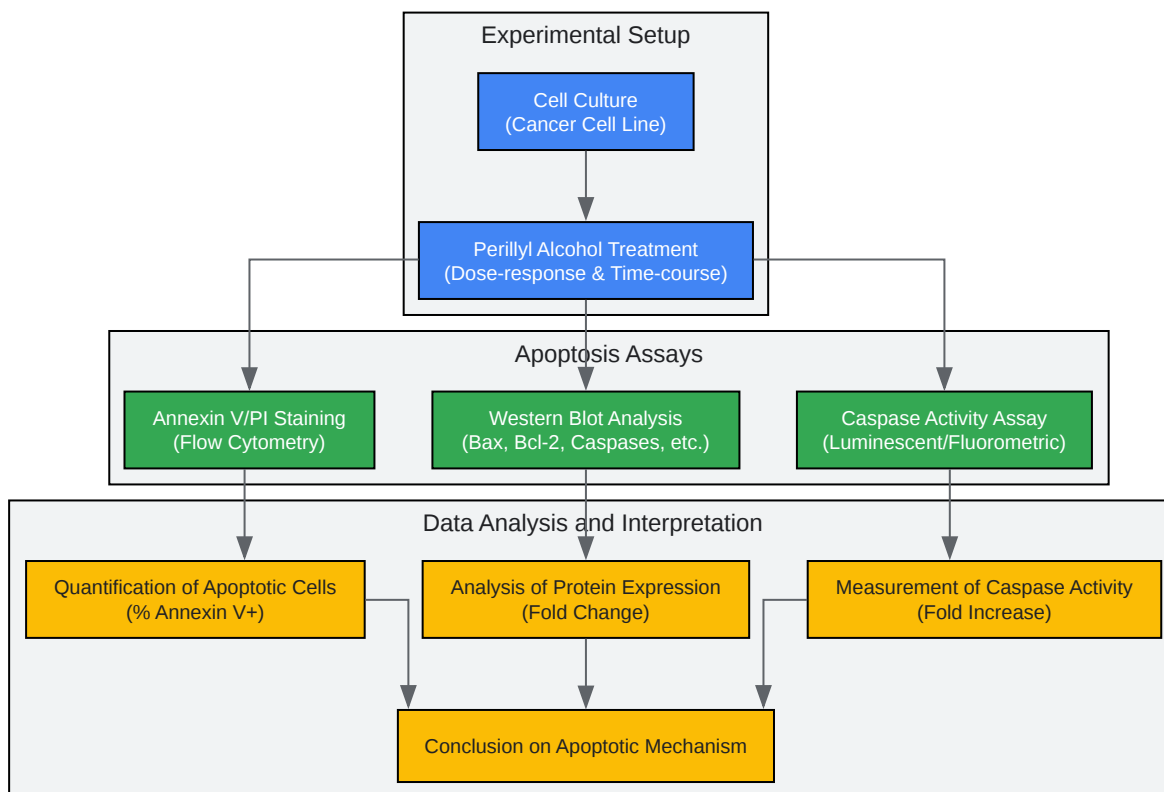 Experimental Setup
Cell Culture
(Cancer Cell Line)
Perillyl Alcohol Treatment
(Dose-response & Time-course)
Apoptosis Assays
Annexin V/PI Staining
(Flow Cytometry)
Western Blot Analysis
(Bax, Bcl-2, Caspases, etc.)
Caspase Activity Assay
(Luminescent/Fluorometric)
Data Analysis and Interpretation
Quantification of Apoptotic Cells
(% Annexin V+)
Analysis of Protein Expression
(Fold Change)
Measurement of Caspase Activity
(Fold Increase)
Conclusion on Apoptotic Mechanism